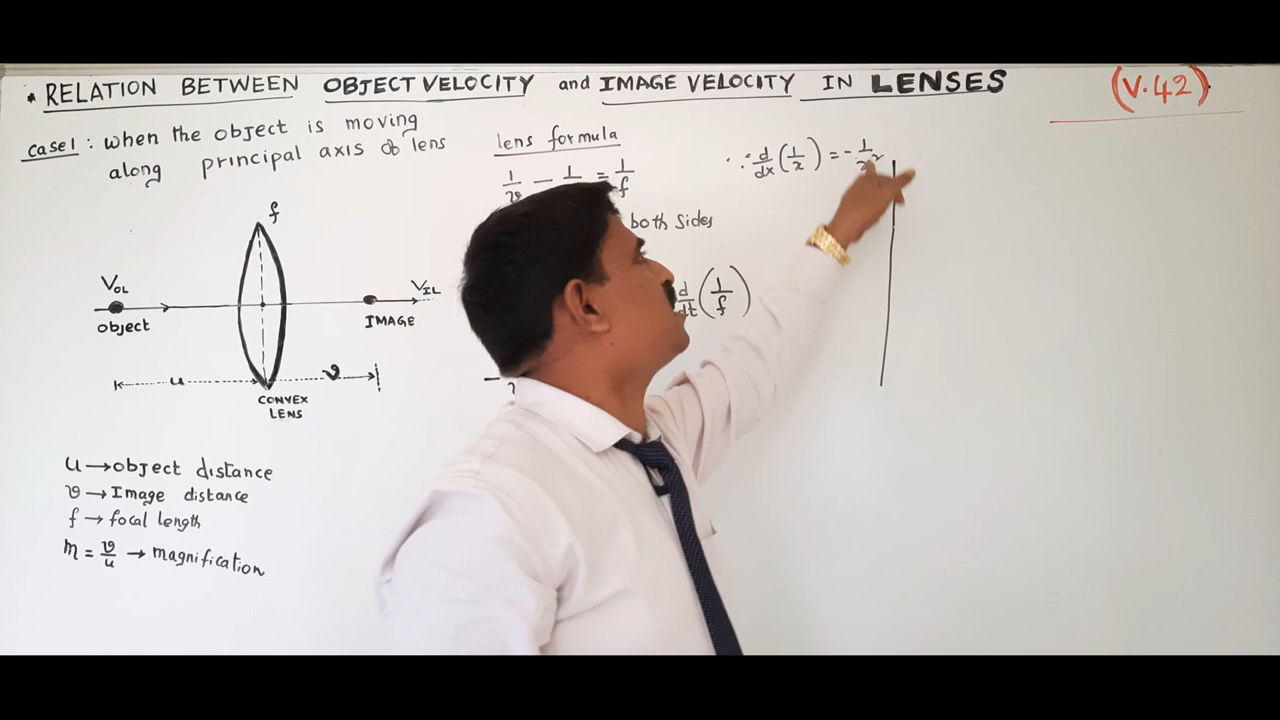 * RELATION BETWEEN OBJECT VELOCITY and IMAGE VELOCITY IN LENSES
(V.42)
case1 : when the object is moving
along principal axis of lens
f
V_OL
object
V_IL
IMAGE
u
v
CONVEX
LENS
u → object distance
v → Image distance
f → focal length
m = v/u → magnification
lens formula
1/v − 1 = 1/f
both sides
d/dt (1/f)
−
∵ d/dx (1/x) = − 1/x²